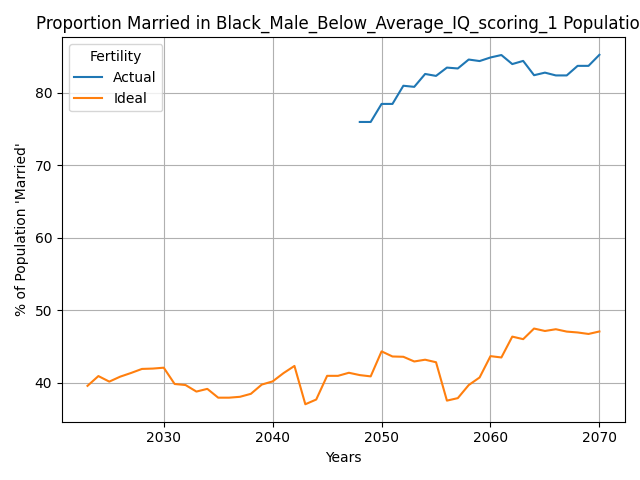 Proportion Married in Black_Male_Below_Average_IQ_scoring_1 Populatio
Fertility
Actual
Ideal
% of Population 'Married'
80
70
60
50
40
2030
2040
2050
2060
2070
Years